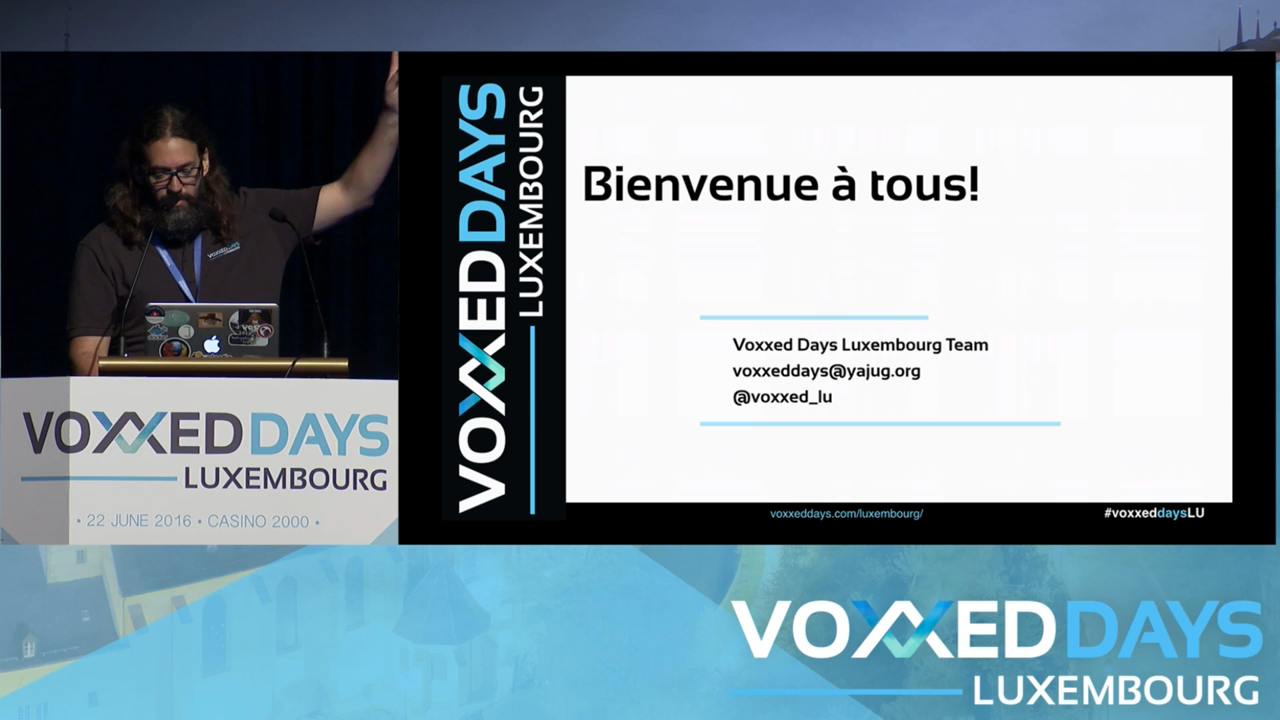 VOXXED DAYS
LUXEMBOURG
• 22 JUNE 2016 • CASINO 2000 •
VOXXED DAYS
LUXEMBOURG
Bienvenue à tous!
Voxxed Days Luxembourg Team
voxxeddays@yajug.org
@voxxed_lu
voxxeddays.com/luxembourg/
#voxxeddaysLU
VOXXED DAYS
LUXEMBOURG